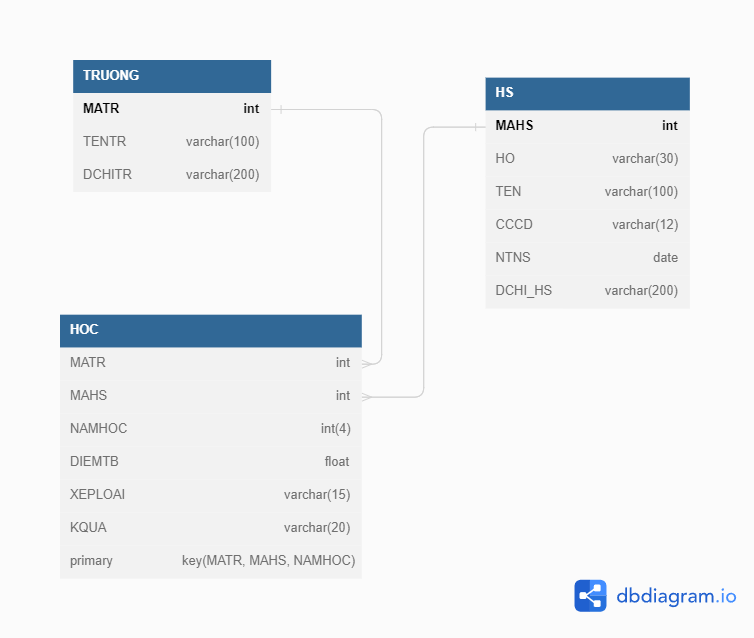 TRUONG
MATR int
TENTR varchar(100)
DCHITR varchar(200)
HS
MAHS int
HO varchar(30)
TEN varchar(100)
CCCD varchar(12)
NTNS date
DCHI_HS varchar(200)
HOC
MATR int
MAHS int
NAMHOC int(4)
DIEMTB float
XEPLOAI varchar(15)
KQUA varchar(20)
primary key(MATR, MAHS, NAMHOC)
dbdiagram.io